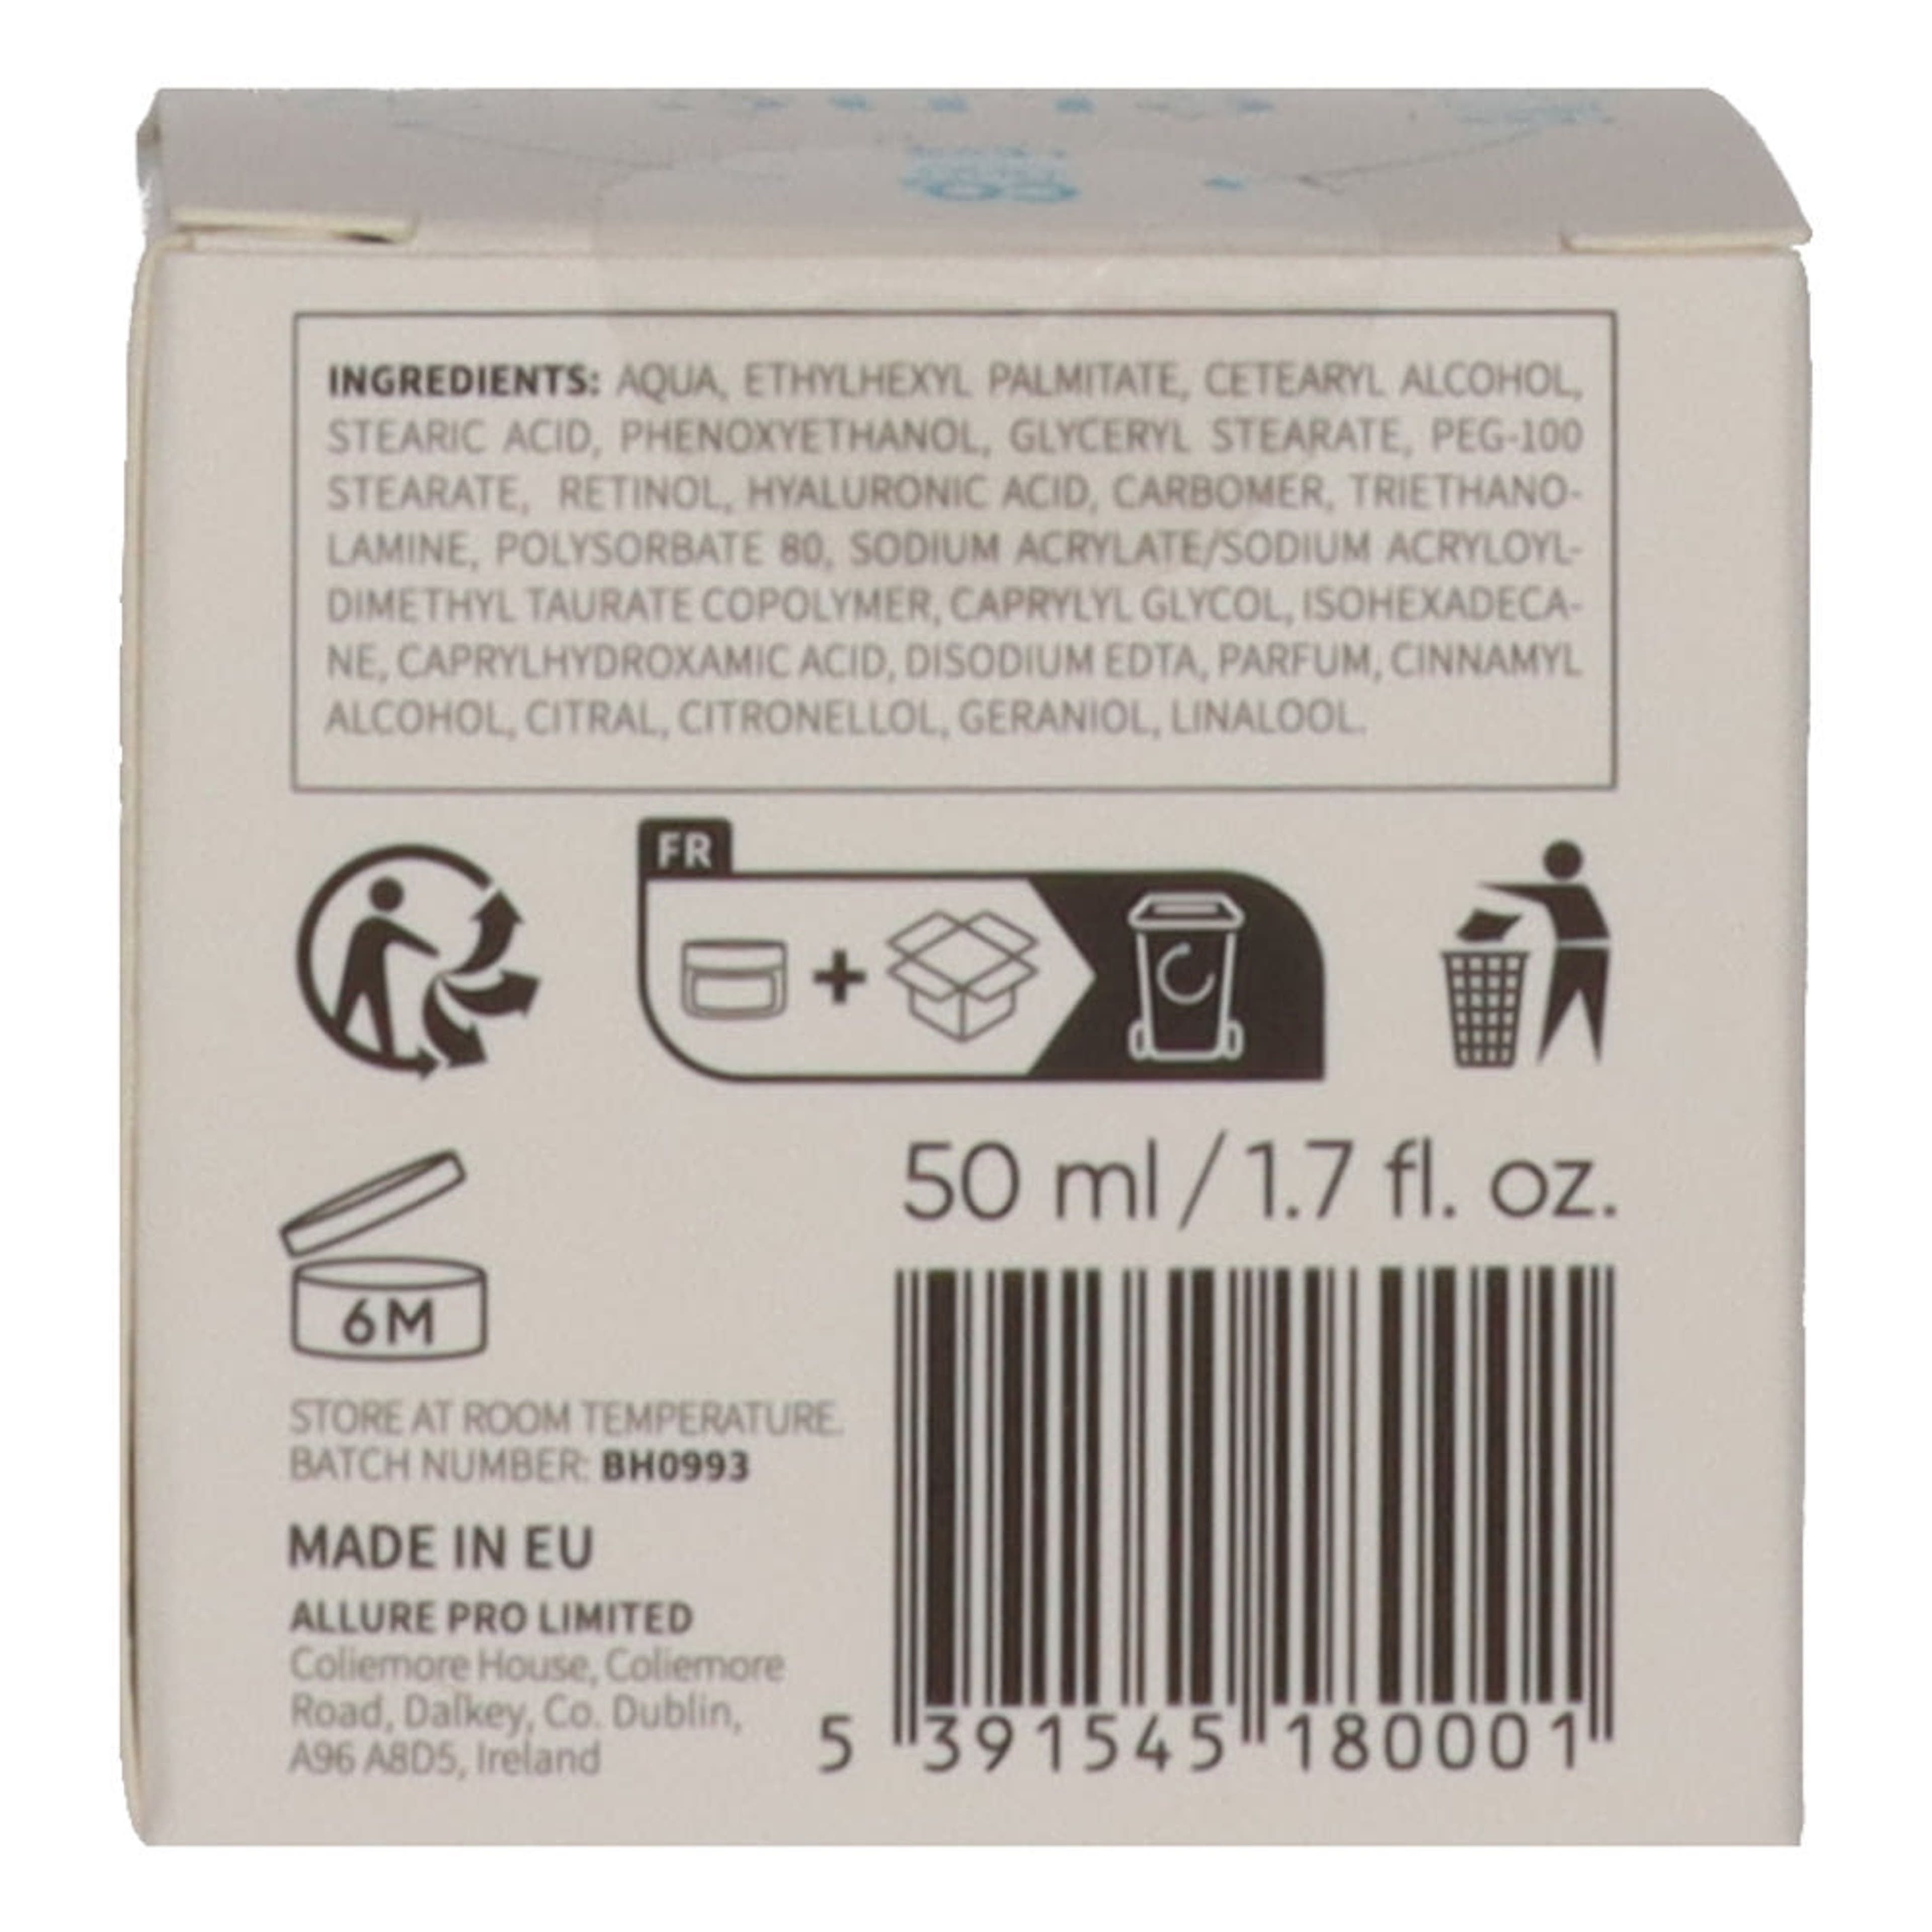 INGREDIENTS: AQUA, ETHYLHEXYL PALMITATE, CETEARYL ALCOHOL,
STEARIC ACID, PHENOXYETHANOL, GLYCERYL STEARATE, PEG-100
STEARATE, RETINOL, HYALURONIC ACID, CARBOMER, TRIETHANO-
LAMINE, POLYSORBATE 80, SODIUM ACRYLATE/SODIUM ACRYLOYL-
DIMETHYL TAURATE COPOLYMER, CAPRYLYL GLYCOL, ISOHEXADECA-
NE, CAPRYLHYDROXAMIC ACID, DISODIUM EDTA, PARFUM, CINNAMYL
ALCOHOL, CITRAL, CITRONELLOL, GERANIOL, LINALOOL.
FR
50 ml / 1.7 fl. oz.
6M
STORE AT ROOM TEMPERATURE.
BATCH NUMBER: BH0993
MADE IN EU
ALLURE PRO LIMITED
Coliemore House, Coliemore
Road, Dalkey, Co. Dublin,
A96 A8D5, Ireland
5 391545 180001